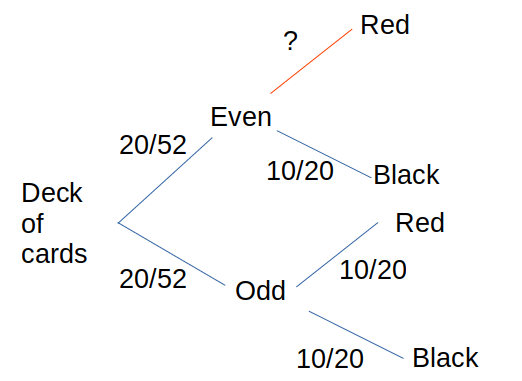 Red
?
Even
20/52
10/20
Black
Deck
of
cards
Red
10/20
20/52
Odd
10/20
Black